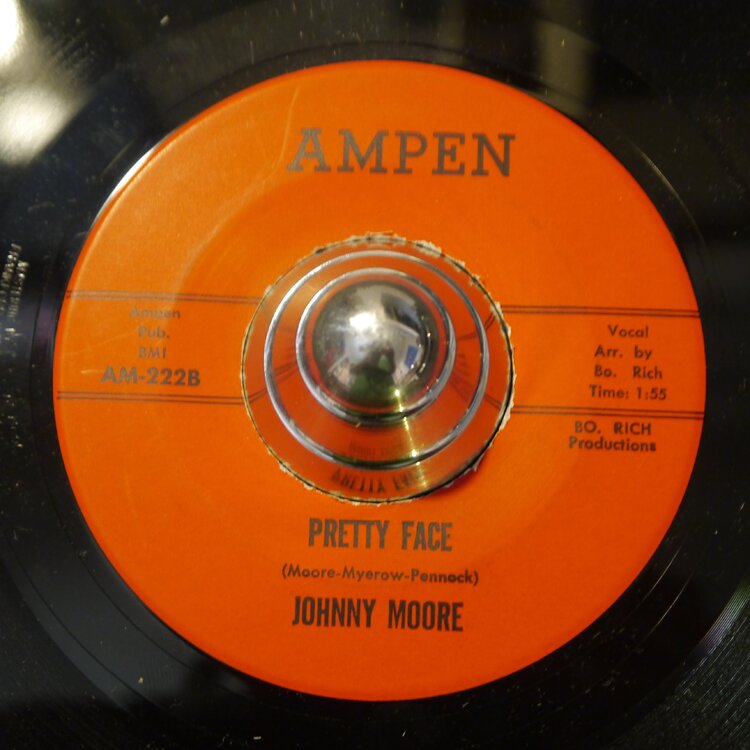 AMPEN
Ampen
Pub.
BMI
AM-222B
Vocal
Arr. by
Bo. Rich
Time: 1:55
BO. RICH
Productions
PRETTY FACE
(Moore-Myerow-Pennock)
JOHNNY MOORE